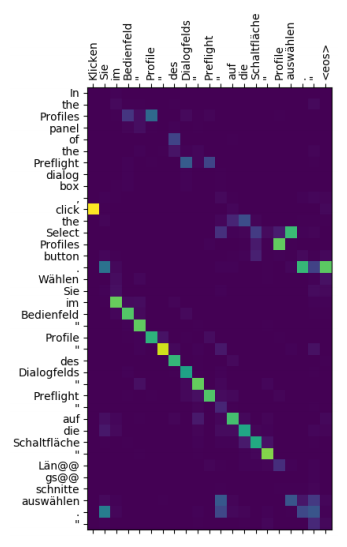 Klicken
Sie
im
Bedienfeld
"
Profile
"
des
Dialogfelds
"
Preflight
"
auf
die
Schaltfläche
"
Profile
auswählen
.
"
<eos>
In
the
Profiles
panel
of
the
Preflight
dialog
box
,
click
the
Select
Profiles
button
.
Wählen
Sie
im
Bedienfeld
"
Profile
"
des
Dialogfelds
"
Preflight
"
auf
die
Schaltfläche
"
Län@@
gs@@
schnitte
auswählen
.
"